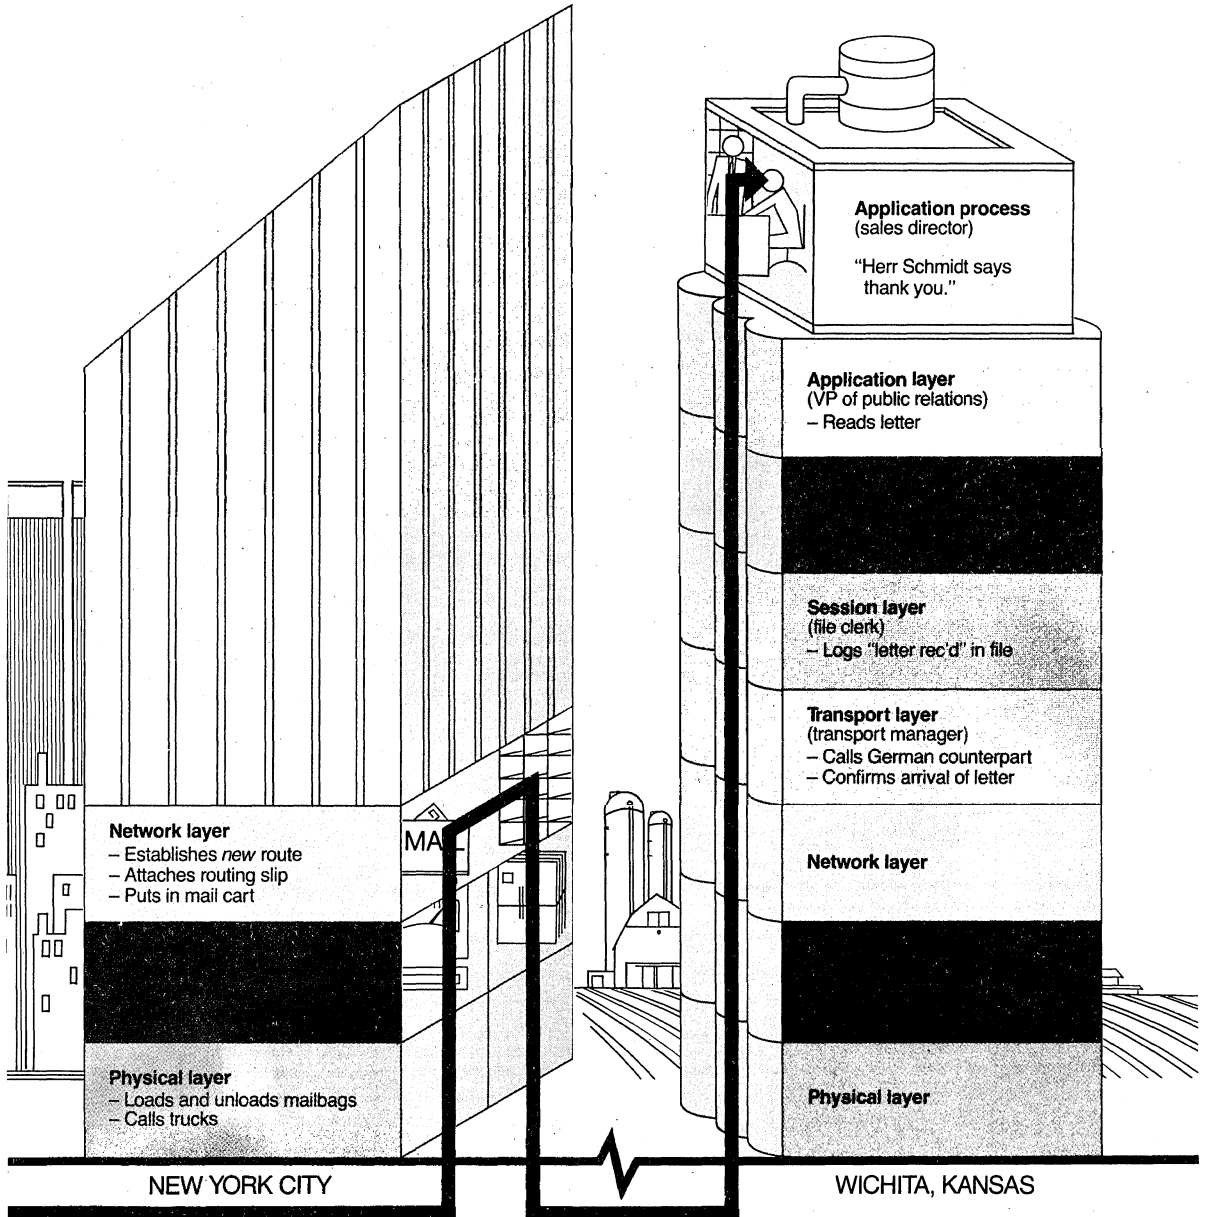 Application process
(sales director)
“Herr Schmidt says
thank you.”
Application layer
(VP of public relations)
– Reads letter
Session layer
(file clerk)
– Logs “letter rec’d” in file
Transport layer
(transport manager)
– Calls German counterpart
– Confirms arrival of letter
Network layer
– Establishes new route
– Attaches routing slip
– Puts in mail cart
MAIL
Network layer
Physical layer
– Loads and unloads mailbags
– Calls trucks
Physical layer
NEW YORK CITY
WICHITA, KANSAS